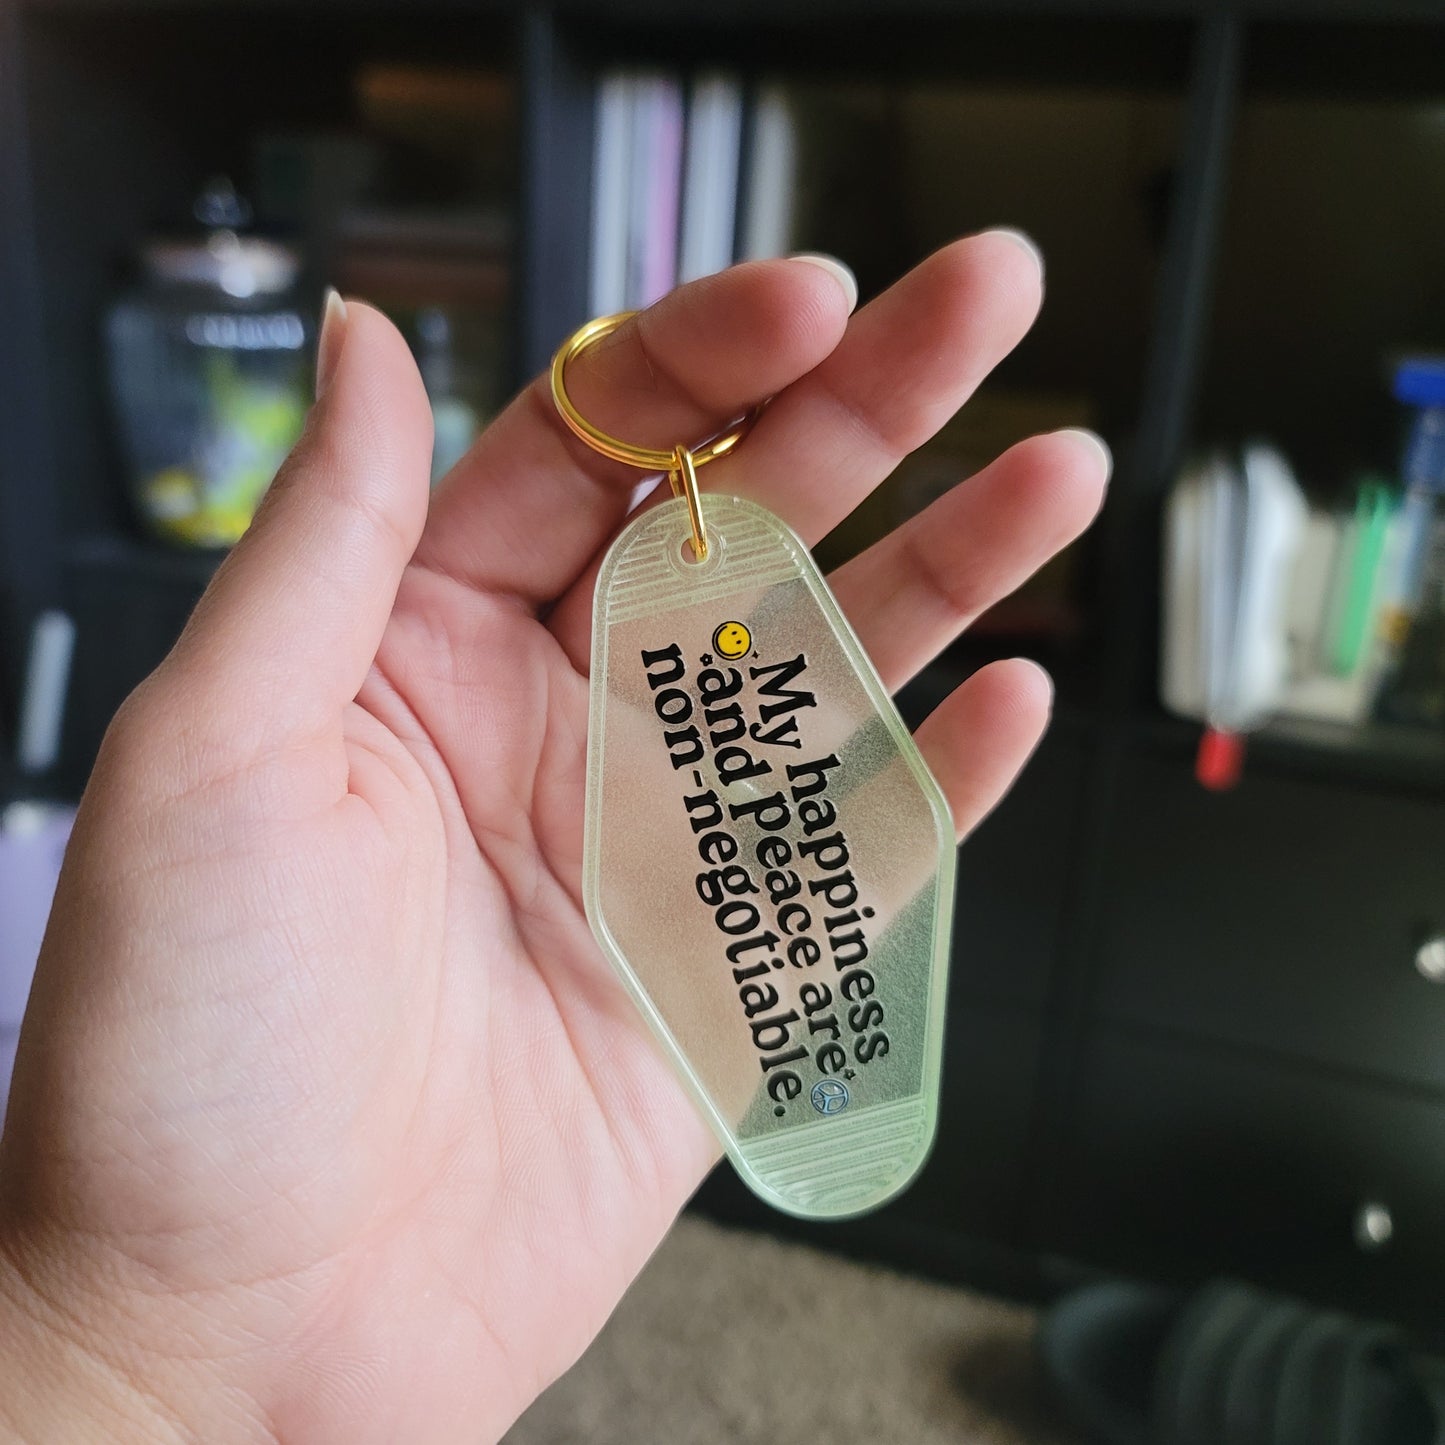 My happiness
and peace are
non-negotiable.